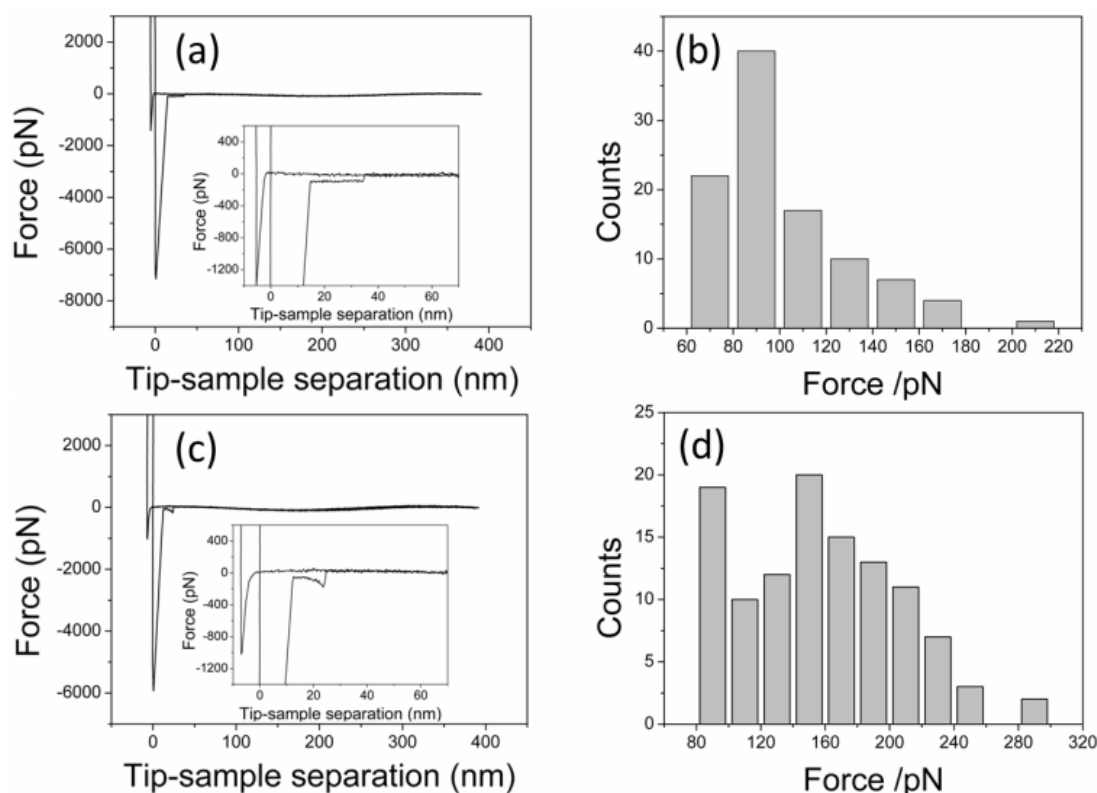 (a)
2000
0
-2000
-4000
-6000
-8000
Force (pN)
0 100 200 300 400
Tip-sample separation (nm)
400
0
-400
-800
-1200
Force (pN)
0 20 40 60
Tip-sample separation (nm)
(b)
40
30
20
10
0
Counts
60 80 100 120 140 160 180 200 220
Force /pN
(c)
2000
0
-2000
-4000
-6000
Force (pN)
0 100 200 300 400
Tip-sample separation (nm)
400
0
-400
-800
-1200
Force (pN)
0 20 40 60
Tip-sample separation (nm)
(d)
25
20
15
10
5
0
Counts
80 120 160 200 240 280 320
Force /pN